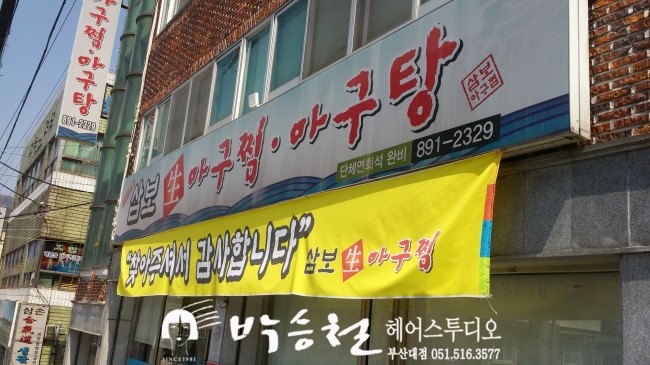 아구찜·아구탕
891-2329
삼보 生 아구찜·아구탕
삼보
아구찜
단체연회석 완비 891-2329
"찾아주셔서 감사합니다" 삼보 生 아구찜
박승철 헤어스투디오
SINCE1981
부산대점 051.516.3577